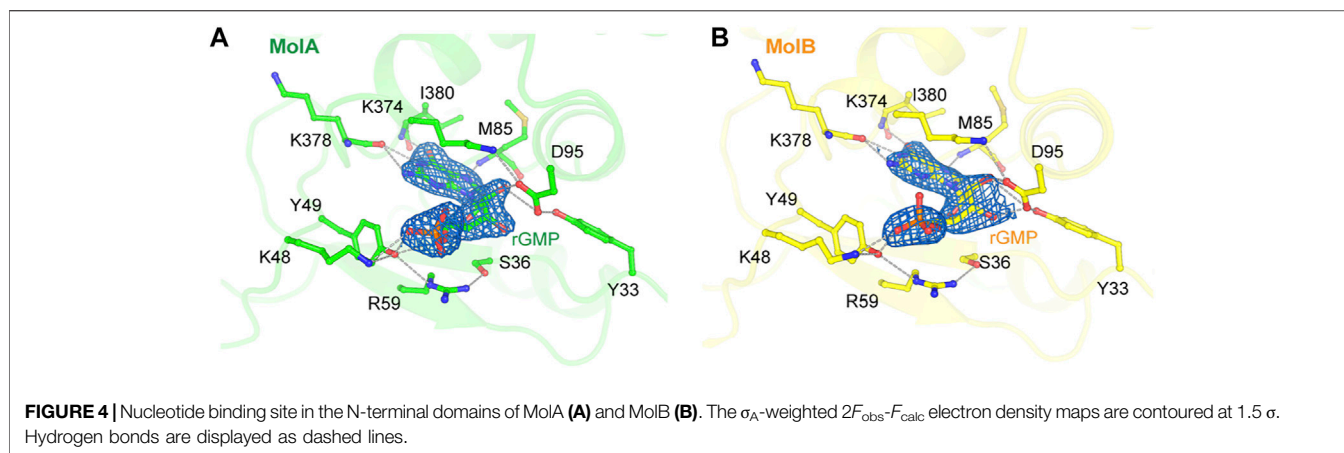 A
MolA
K374
I380
K378
M85
D95
Y49
rGMP
K48
S36
R59
Y33
B
MolB
K374
I380
K378
M85
D95
Y49
rGMP
K48
S36
R59
Y33
FIGURE 4 | Nucleotide binding site in the N-terminal domains of MolA (A) and MolB (B). The σA-weighted 2Fobs-Fcalc electron density maps are contoured at 1.5 σ.
Hydrogen bonds are displayed as dashed lines.